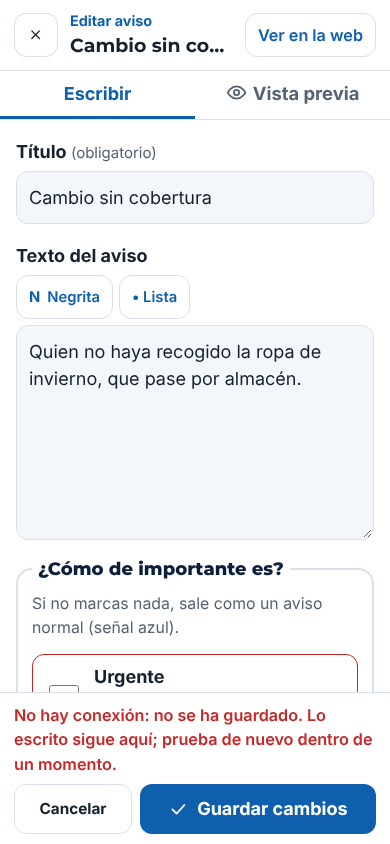 Editar aviso
Cambio sin co...
Ver en la web
Escribir
Vista previa
Título (obligatorio)
Cambio sin cobertura
Texto del aviso
N Negrita
• Lista
Quien no haya recogido la ropa de
invierno, que pase por almacén.
¿Cómo de importante es?
Si no marcas nada, sale como un aviso
normal (señal azul).
Urgente
No hay conexión: no se ha guardado. Lo
escrito sigue aquí; prueba de nuevo dentro de
un momento.
Cancelar
Guardar cambios